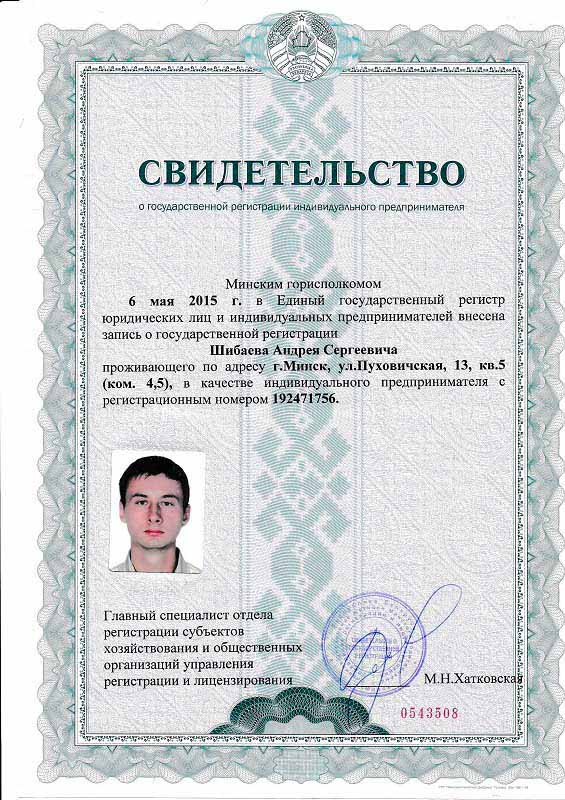 СВИДЕТЕЛЬСТВО
о государственной регистрации индивидуального предпринимателя
Минским горисполкомом
6 мая 2015 г. в Единый государственный регистр
юридических лиц и индивидуальных предпринимателей внесена
запись о государственной регистрации
Шибаева Андрея Сергеевича
проживающего по адресу г.Минск, ул.Пуховичская, 13, кв.5
(ком. 4,5), в качестве индивидуального предпринимателя с
регистрационным номером 192471756.
Главный специалист отдела
регистрации субъектов
хозяйствования и общественных
организаций управления
регистрации и лицензирования
М.Н.Хатковская
0543508